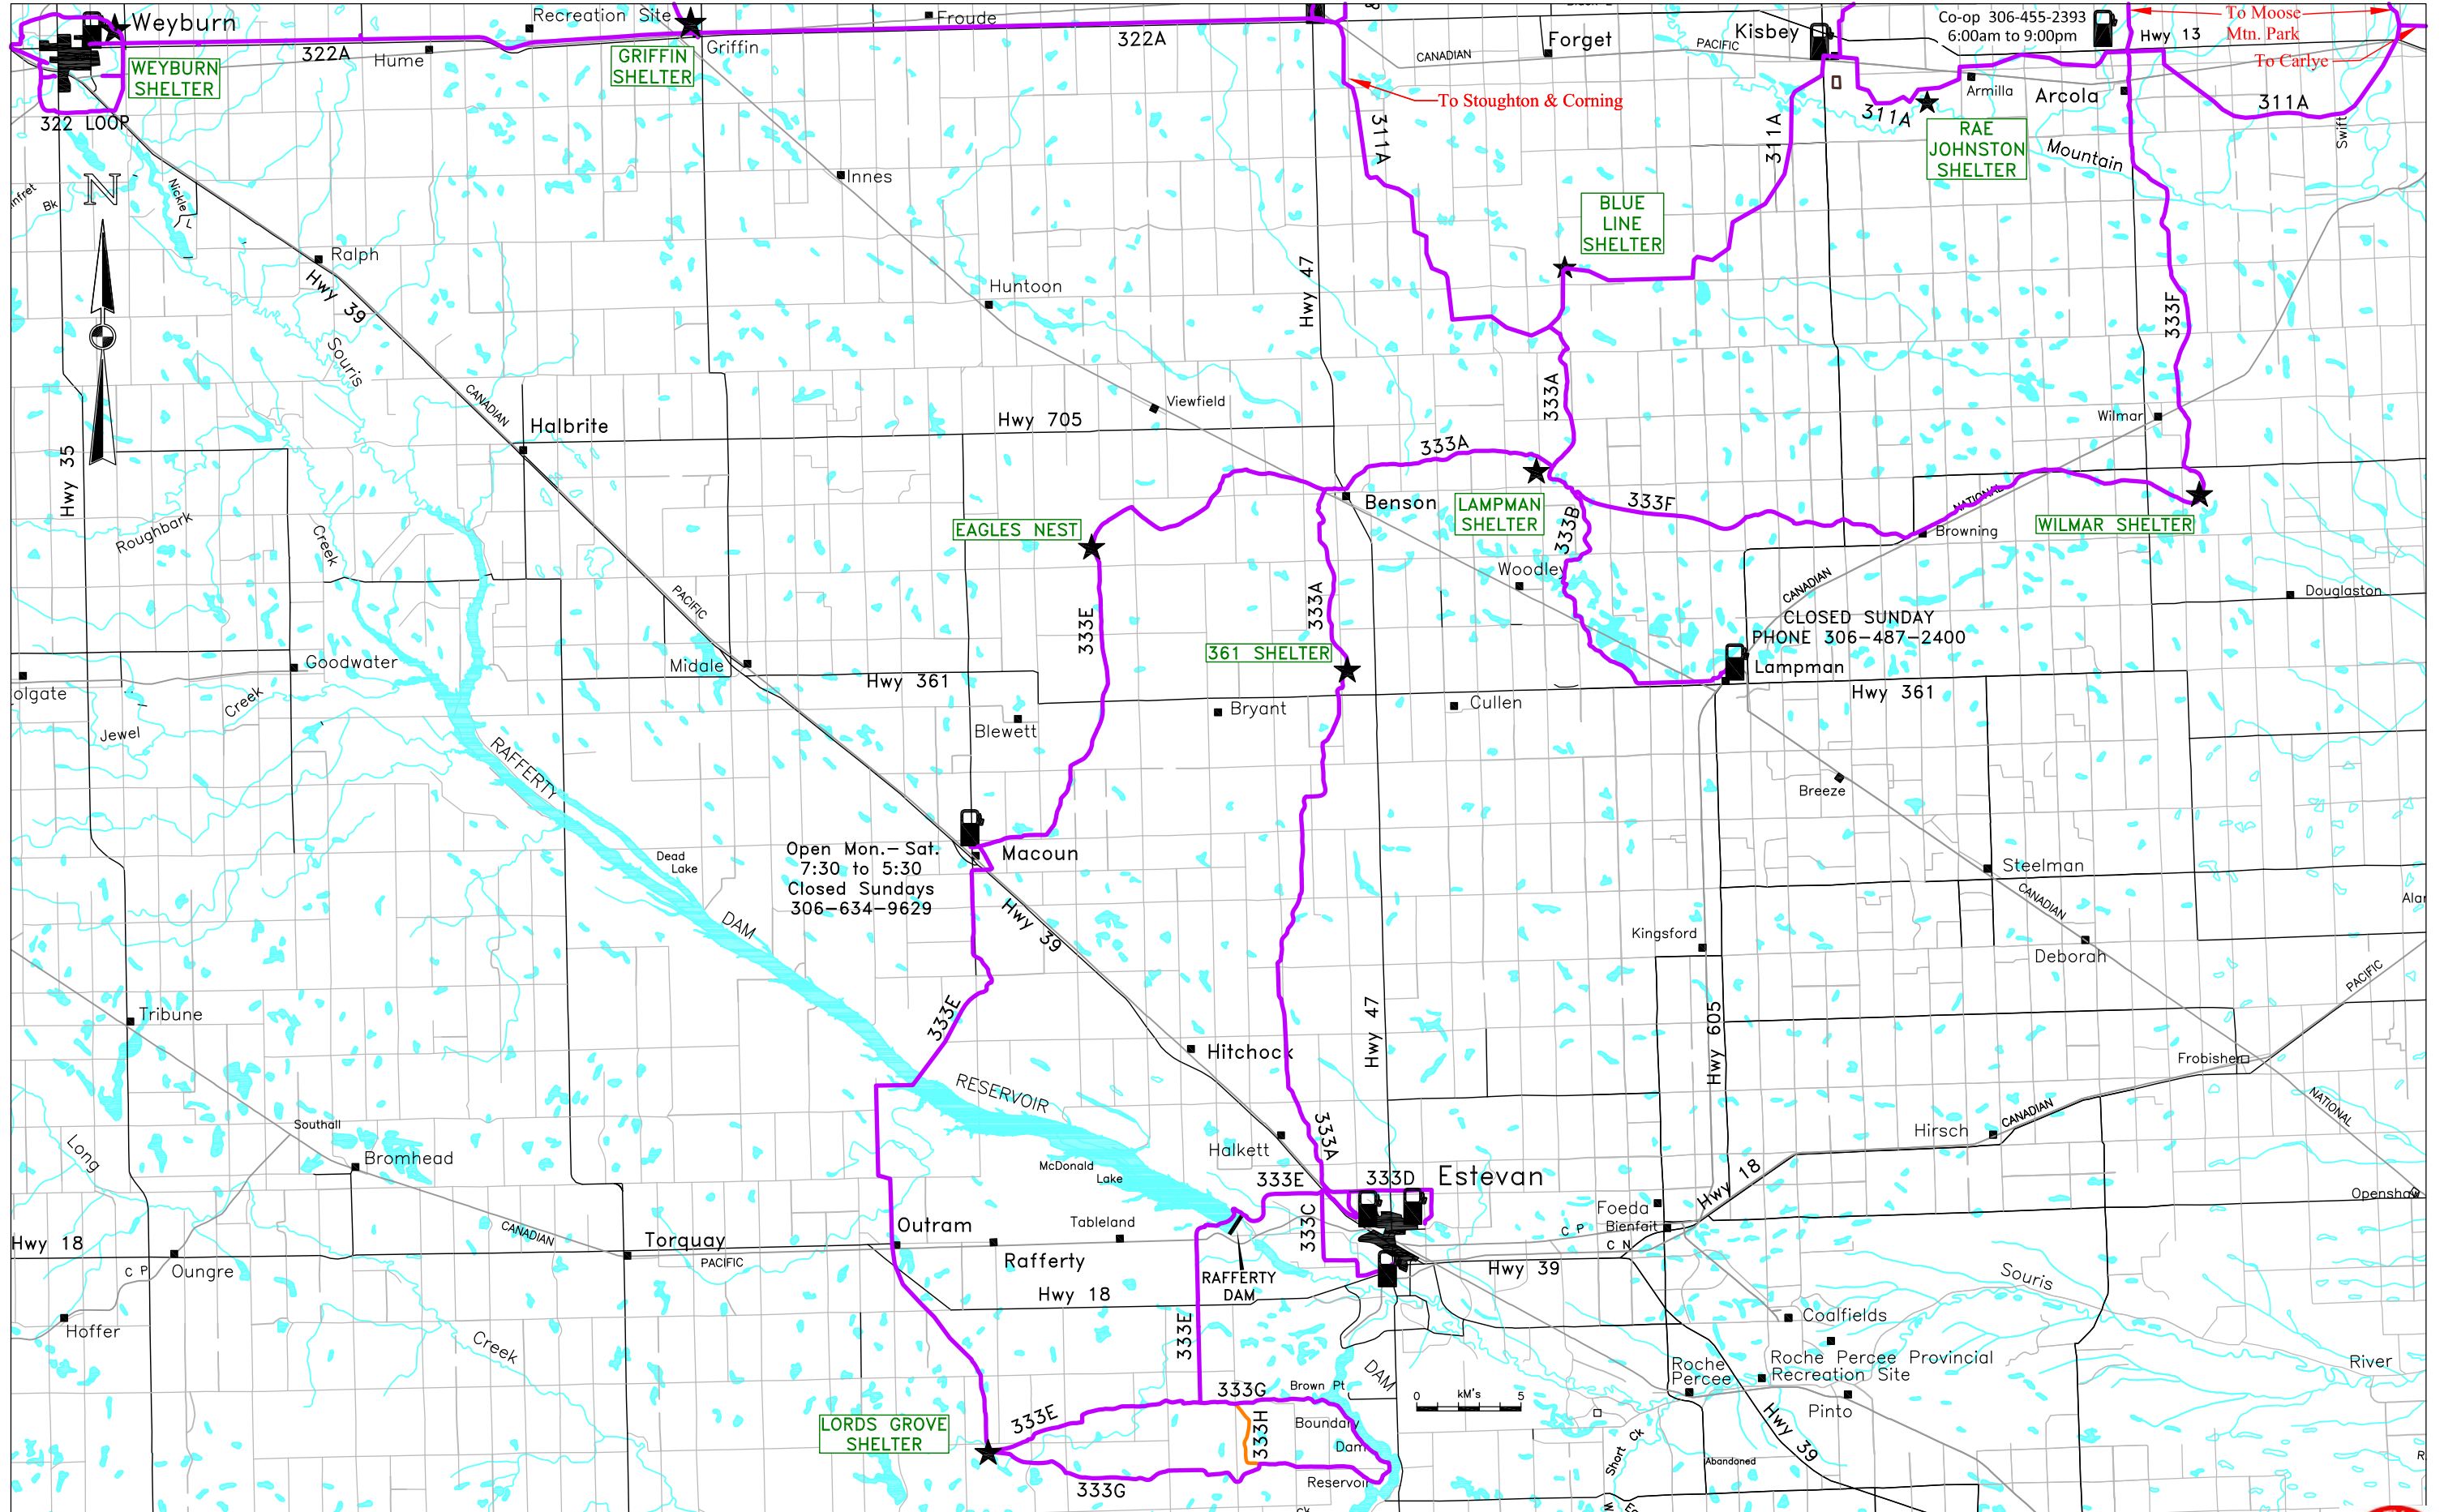 Weyburn
Recreation Site
Froude
322A
Hume
WEYBURN
SHELTER
GRIFFIN
SHELTER
Griffin
322A
CANADIAN
Forget
PACIFIC
Kisbey
Co-op 306-455-2393
6:00am to 9:00pm
Hwy 13
To Moose
Mtn. Park
To Carlye
To Stoughton & Corning
322 LOOP
311A
311A
311A
Armilla
Arcola
311A
RAE
JOHNSTON
SHELTER
Mountain
Swift
N
Bk
Nickle L
Innes
Ralph
Hwy 39
Souris
Huntoon
Hwy 47
BLUE
LINE
SHELTER
333F
CANADIAN
Halbrite
Hwy 705
Viewfield
333A
333A
Wilmar
Hwy 35
Roughbark
Creek
EAGLES NEST
Benson
LAMPMAN
SHELTER
333B
333F
NATIONAL
Browning
WILMAR SHELTER
Woodley
CANADIAN
Douglaston
PACIFIC
333E
333A
361 SHELTER
CLOSED SUNDAY
PHONE 306-487-2400
Lampman
Goodwater
Midale
Hwy 361
Hwy 361
olgate
Creek
Jewel
Blewett
Bryant
Cullen
RAFFERTY
Breeze
Open Mon.-Sat.
7:30 to 5:30
Closed Sundays
306-634-9629
Macoun
Dead
Lake
DAM
Hwy 39
Steelman
CANADIAN
Kingsford
Deborah
PACIFIC
Tribune
333E
Hitchock
Hwy 47
Hwy 605
Frobisher
RESERVOIR
NATIONAL
Southall
Long
Bromhead
McDonald
Lake
Halkett
333A
CANADIAN
Hirsch
333E
333D
Estevan
Hwy 18
Openshaw
Foeda
Bienfait
C P
C N
333C
Outram
Tableland
Hwy 18
CANADIAN
Torquay
PACIFIC
Rafferty
RAFFERTY
DAM
Hwy 39
C P
Oungre
Hwy 18
Souris
Hoffer
Creek
333E
Coalfields
DAM
Roche
Percee
Roche Percee Provincial
Recreation Site
River
0 kM's 5
Brown Pt
333G
LORDS GROVE
SHELTER
333E
333H
Boundary
Dam
Reservoir
Pinto
Hwy 39
Short Ck
Abandoned
333G